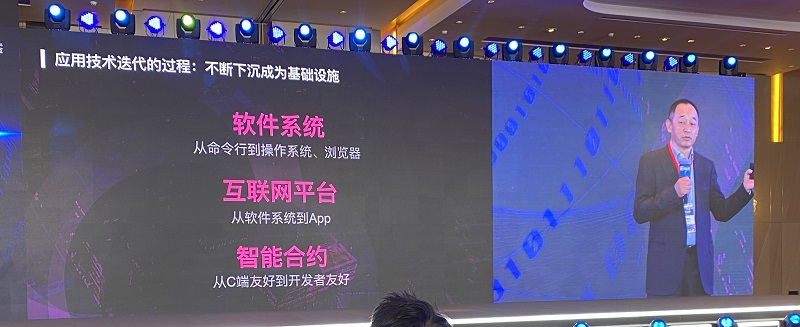 应用技术迭代的过程：不断下沉成为基础设施
软件系统
从命令行到操作系统、浏览器
互联网平台
从软件系统到App
智能合约
从C端友好到开发者友好